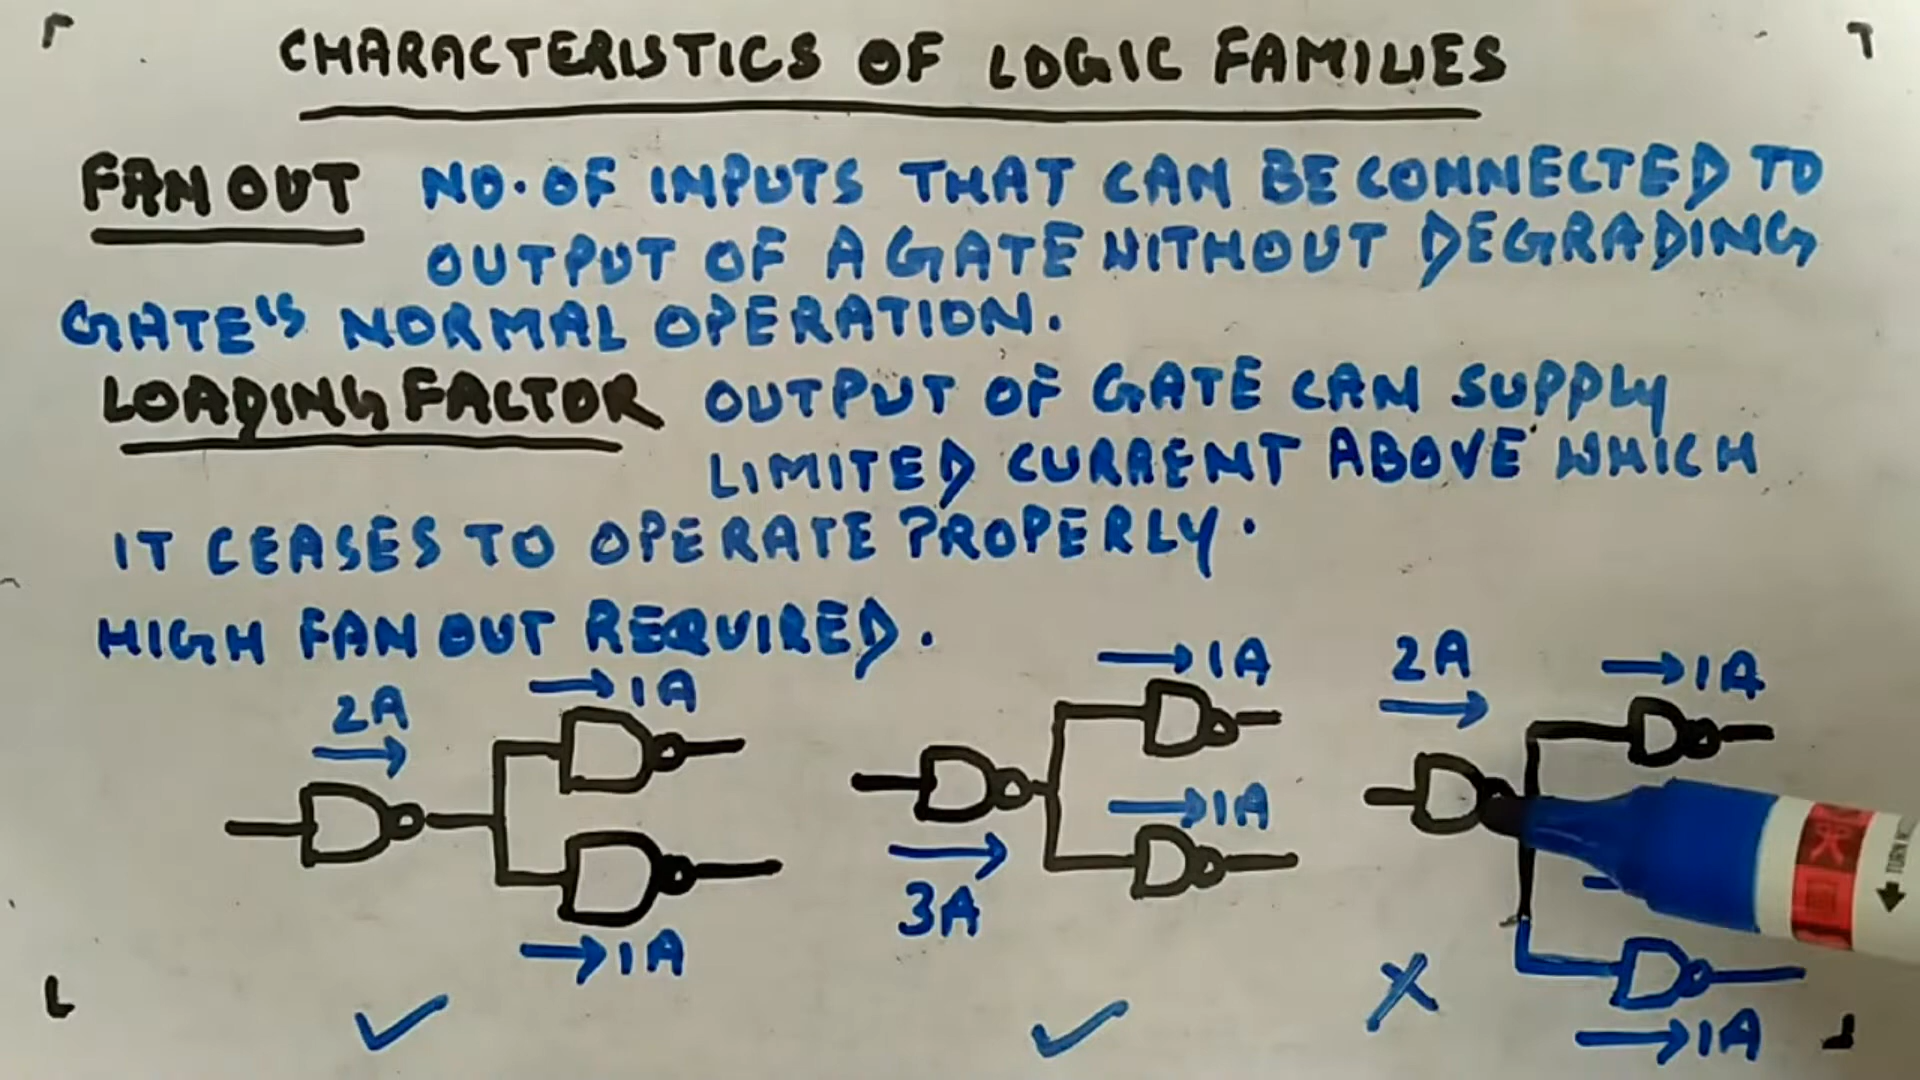 CHARACTERISTICS OF LOGIC FAMILIES
FAN OUT NO. OF INPUTS THAT CAN BE CONNECTED TO
OUTPUT OF A GATE WITHOUT DEGRADING
GATE'S NORMAL OPERATION.
LOADING FACTOR OUTPUT OF GATE CAN SUPPLY
LIMITED CURRENT ABOVE WHICH
IT CEASES TO OPERATE PROPERLY.
HIGH FAN OUT REQUIRED.
2A
1A
1A
1A
1A
3A
2A
1A
1A
TURN